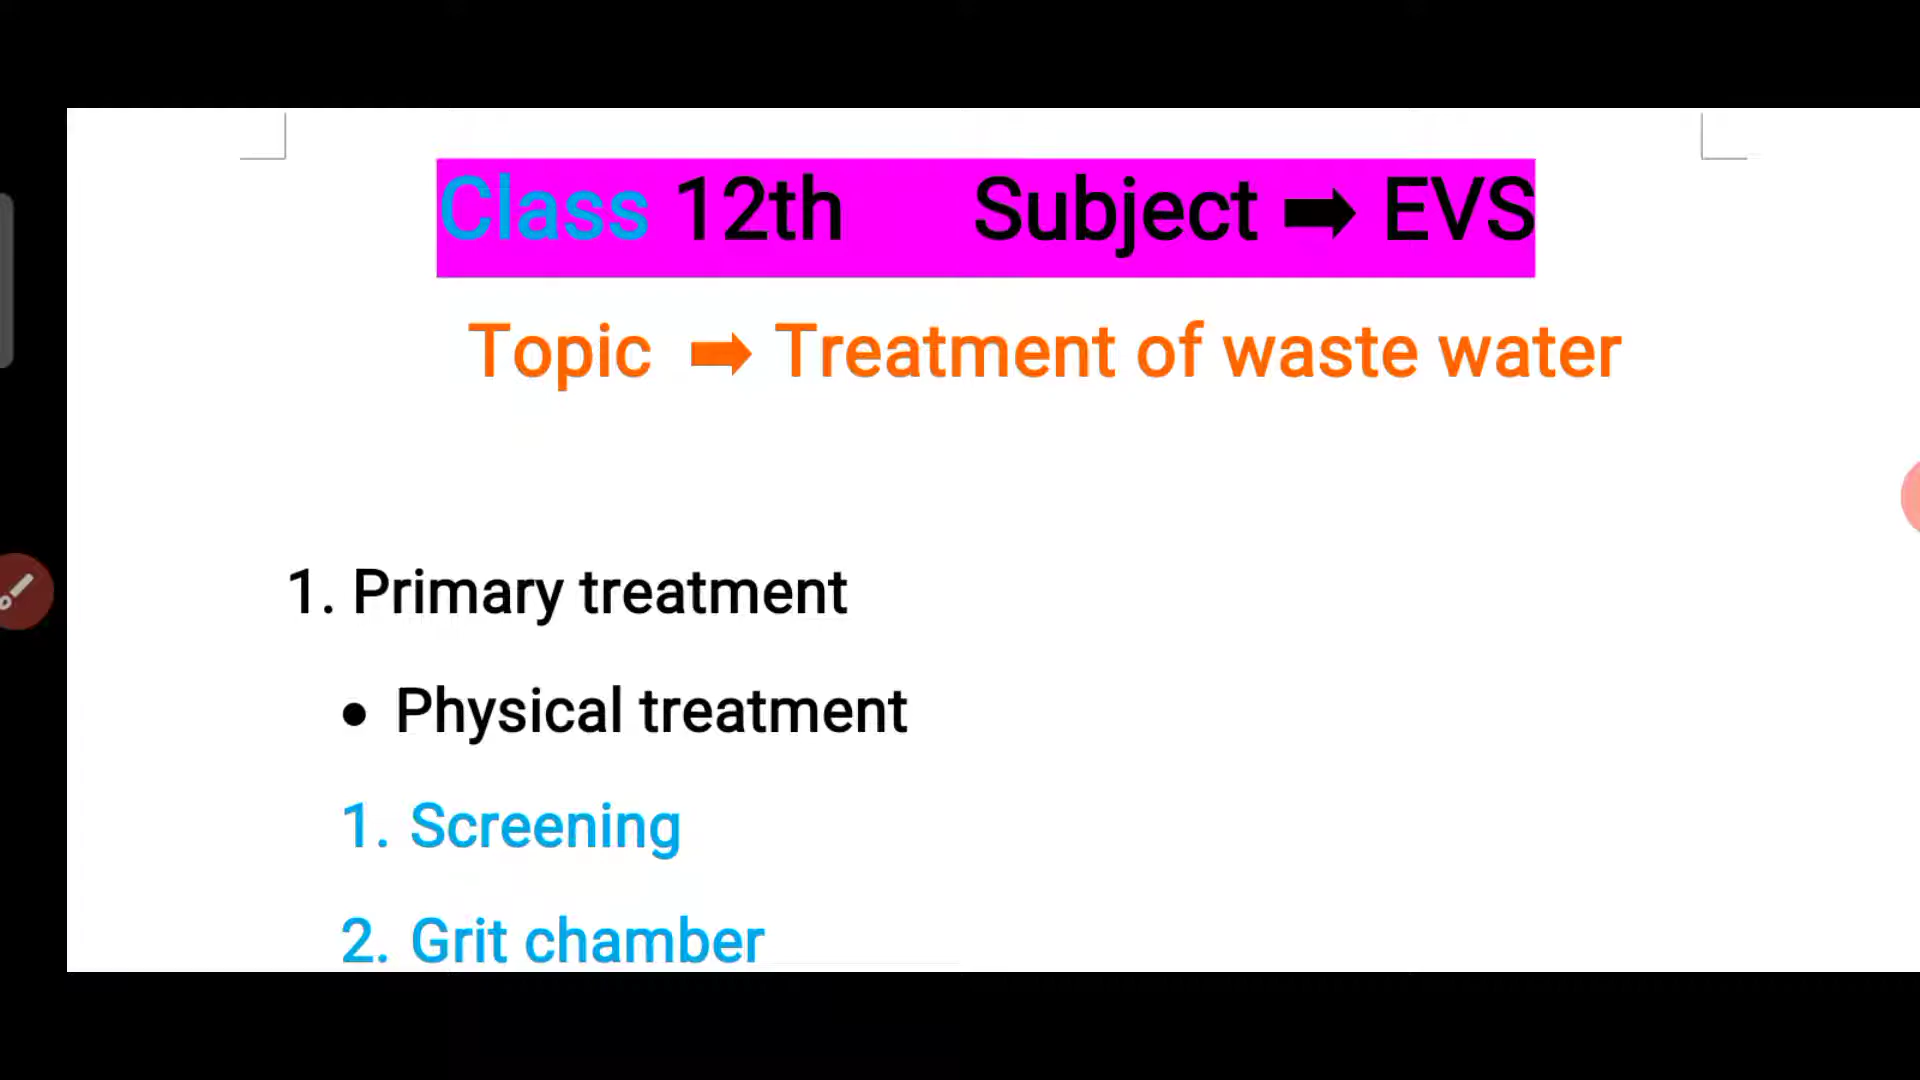 Class 12th Subject ➡ EVS
Topic ➡ Treatment of waste water
1. Primary treatment
● Physical treatment
1. Screening
2. Grit chamber